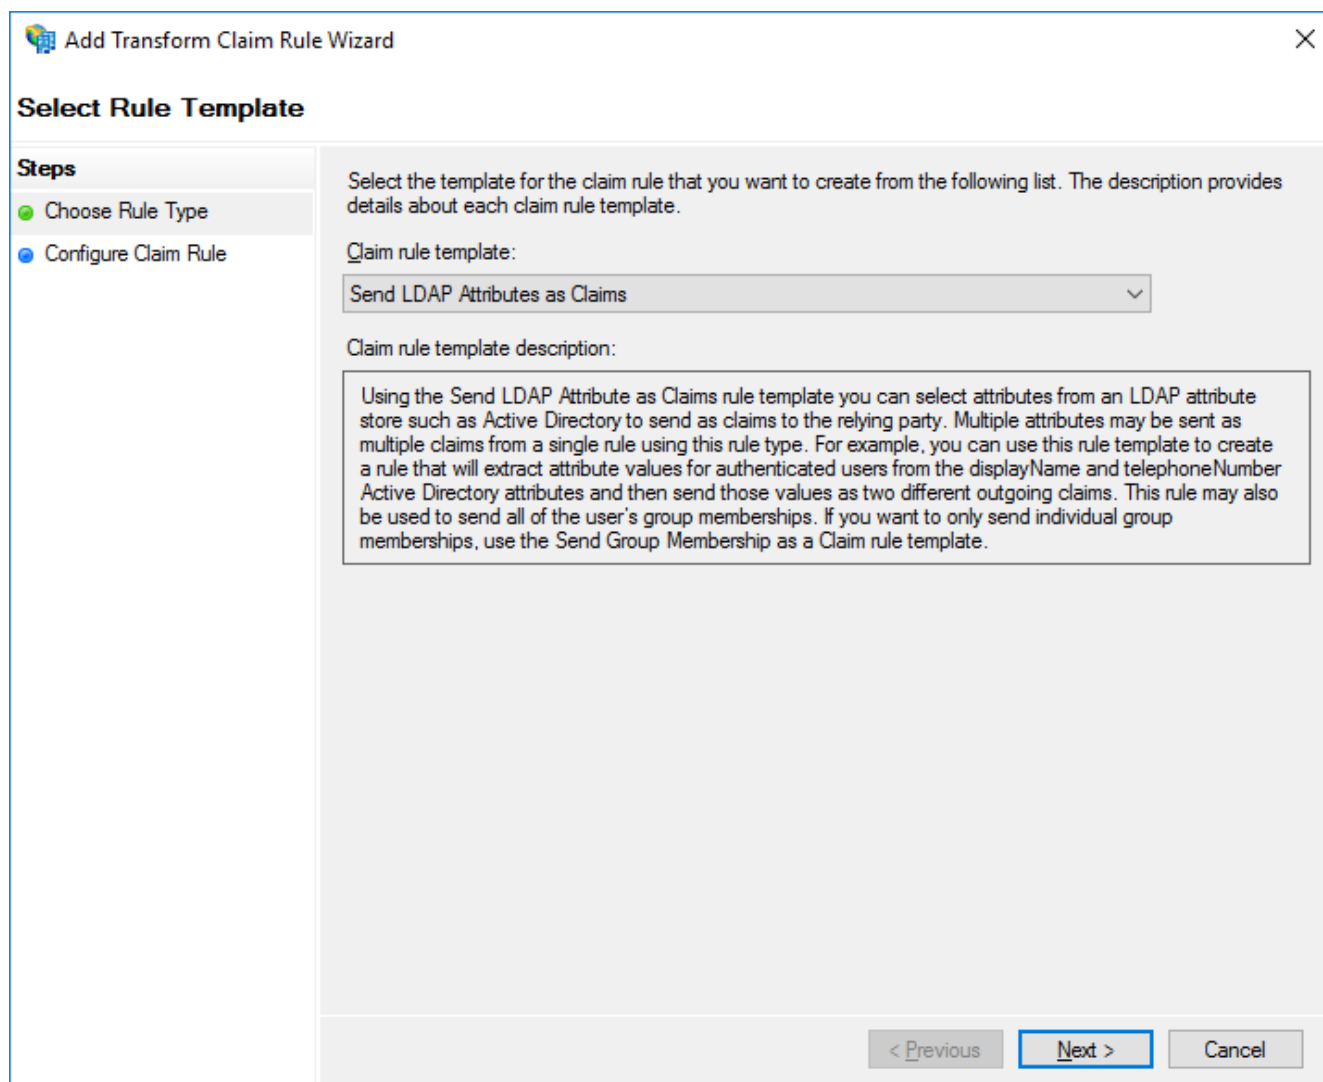 Add Transform Claim Rule Wizard
Select Rule Template
Steps
Choose Rule Type
Configure Claim Rule
Select the template for the claim rule that you want to create from the following list. The description provides
details about each claim rule template.
Claim rule template:
Send LDAP Attributes as Claims
Claim rule template description:
Using the Send LDAP Attribute as Claims rule template you can select attributes from an LDAP attribute
store such as Active Directory to send as claims to the relying party. Multiple attributes may be sent as
multiple claims from a single rule using this rule type. For example, you can use this rule template to create
a rule that will extract attribute values for authenticated users from the displayName and telephoneNumber
Active Directory attributes and then send those values as two different outgoing claims. This rule may also
be used to send all of the user's group memberships. If you want to only send individual group
memberships, use the Send Group Membership as a Claim rule template.
< Previous
Next >
Cancel